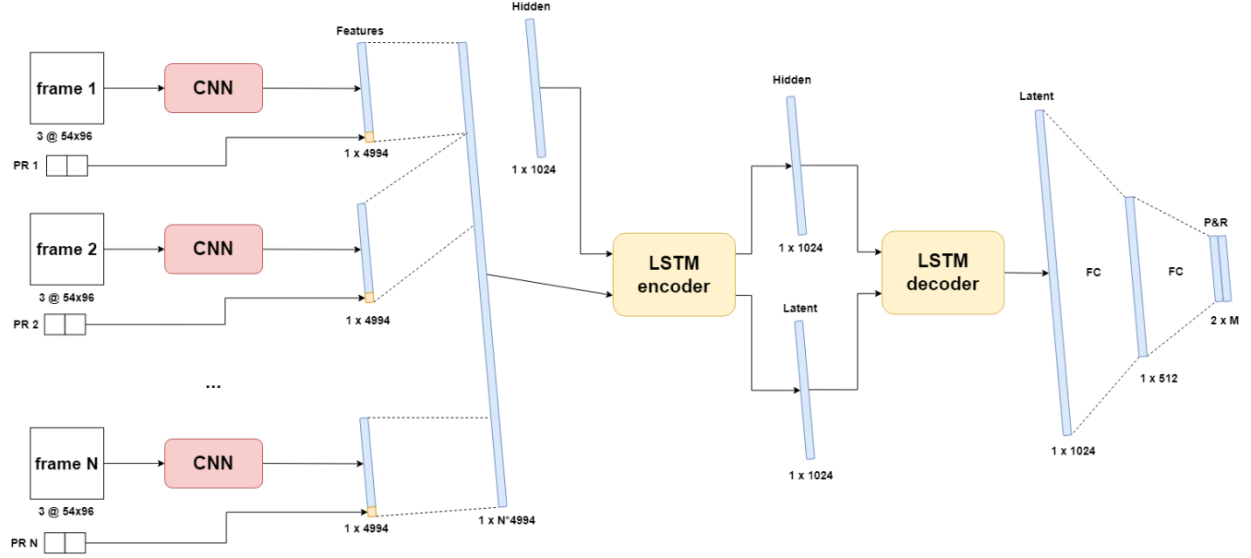 Features
frame 1
CNN
3 @ 54x96
PR 1
1 x 4994
frame 2
CNN
3 @ 54x96
PR 2
1 x 4994
...
frame N
CNN
3 @ 54x96
PR N
1 x 4994
1 x N*4994
Hidden
1 x 1024
LSTM
encoder
Hidden
1 x 1024
Latent
1 x 1024
LSTM
decoder
Latent
1 x 1024
FC
1 x 512
FC
P&R
2 x M